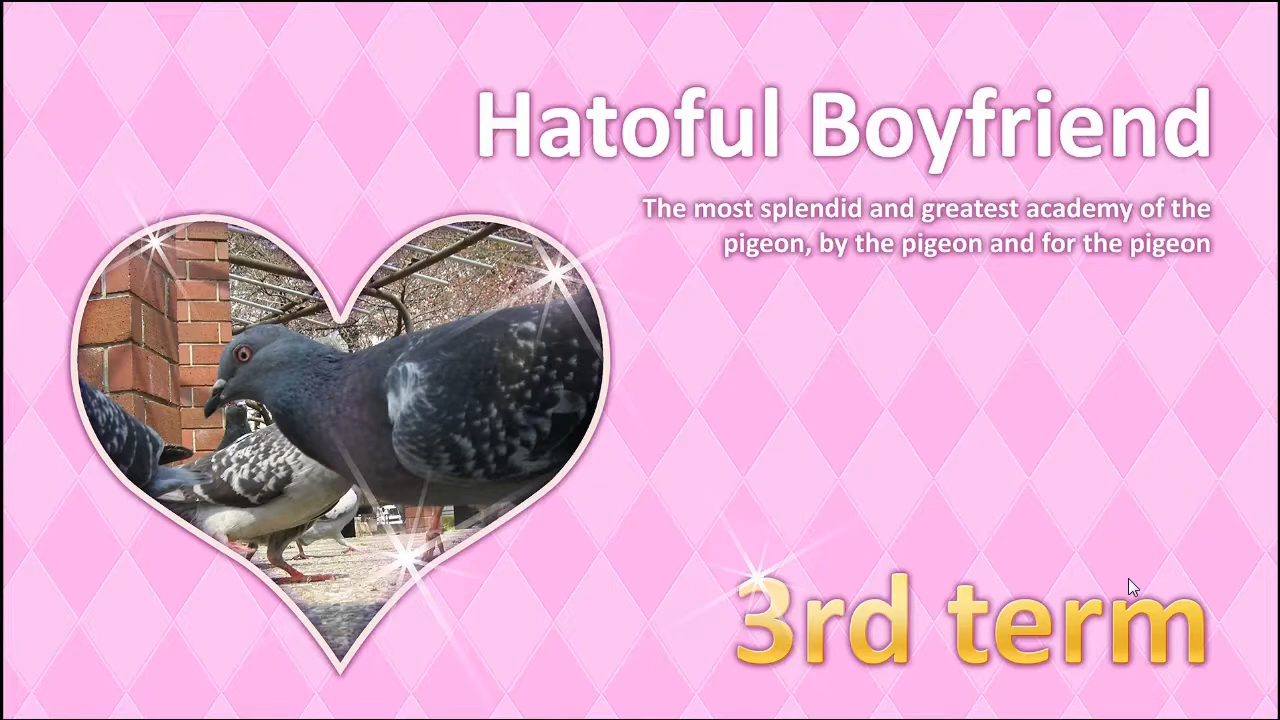 Hatoful Boyfriend
The most splendid and greatest academy of the
pigeon, by the pigeon and for the pigeon
3rd term